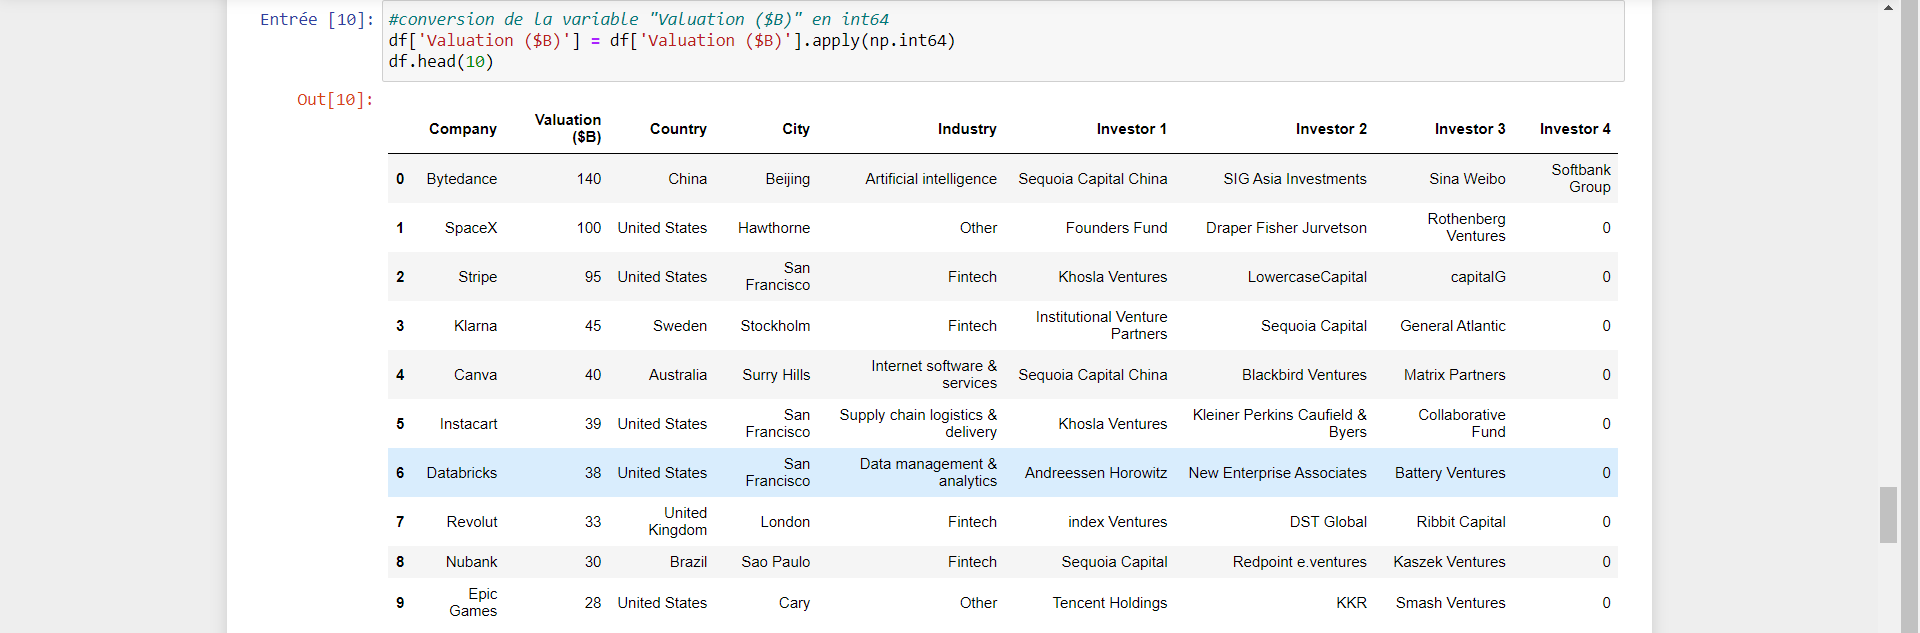 Entrée [10]: #conversion de la variable "Valuation ($B)" en int64
df['Valuation ($B)'] = df['Valuation ($B)'].apply(np.int64)
df.head(10)
Out[10]:
Company Valuation ($B) Country City Industry Investor 1 Investor 2 Investor 3 Investor 4
0 Bytedance 140 China Beijing Artificial intelligence Sequoia Capital China SIG Asia Investments Sina Weibo Softbank Group
1 SpaceX 100 United States Hawthorne Other Founders Fund Draper Fisher Jurvetson Rothenberg Ventures 0
2 Stripe 95 United States San Francisco Fintech Khosla Ventures LowercaseCapital capitalG 0
3 Klarna 45 Sweden Stockholm Fintech Institutional Venture Partners Sequoia Capital General Atlantic 0
4 Canva 40 Australia Surry Hills Internet software & services Sequoia Capital China Blackbird Ventures Matrix Partners 0
5 Instacart 39 United States San Francisco Supply chain logistics & delivery Khosla Ventures Kleiner Perkins Caufield & Byers Collaborative Fund 0
6 Databricks 38 United States San Francisco Data management & analytics Andreessen Horowitz New Enterprise Associates Battery Ventures 0
7 Revolut 33 United Kingdom London Fintech index Ventures DST Global Ribbit Capital 0
8 Nubank 30 Brazil Sao Paulo Fintech Sequoia Capital Redpoint e.ventures Kaszek Ventures 0
9 Epic Games 28 United States Cary Other Tencent Holdings KKR Smash Ventures 0